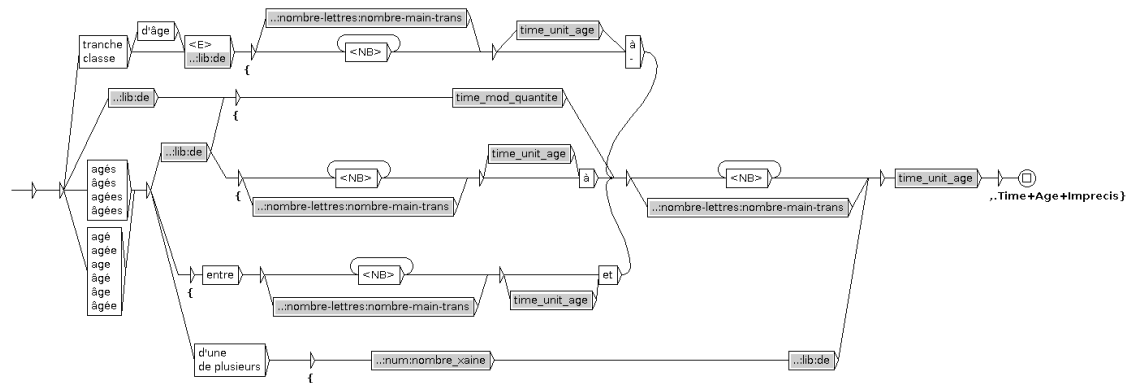 ..:nombre-lettres:nombre-main-trans
d'âge
time_unit_age
tranche
classe
<E>
..:lib:de
<NB>
à
-
{
..:lib:de
time_mod_quantite
{
..:lib:de
time_unit_age
agés
âgés
agées
âgées
<NB>
à
<NB>
time_unit_age
{
..:nombre-lettres:nombre-main-trans
..:nombre-lettres:nombre-main-trans
,.Time+Age+Imprecis}
agé
agée
age
âgé
âge
âgée
entre
<NB>
et
{
..:nombre-lettres:nombre-main-trans
time_unit_age
d'une
de plusieurs
..:num:nombre_xaine
..:lib:de
{